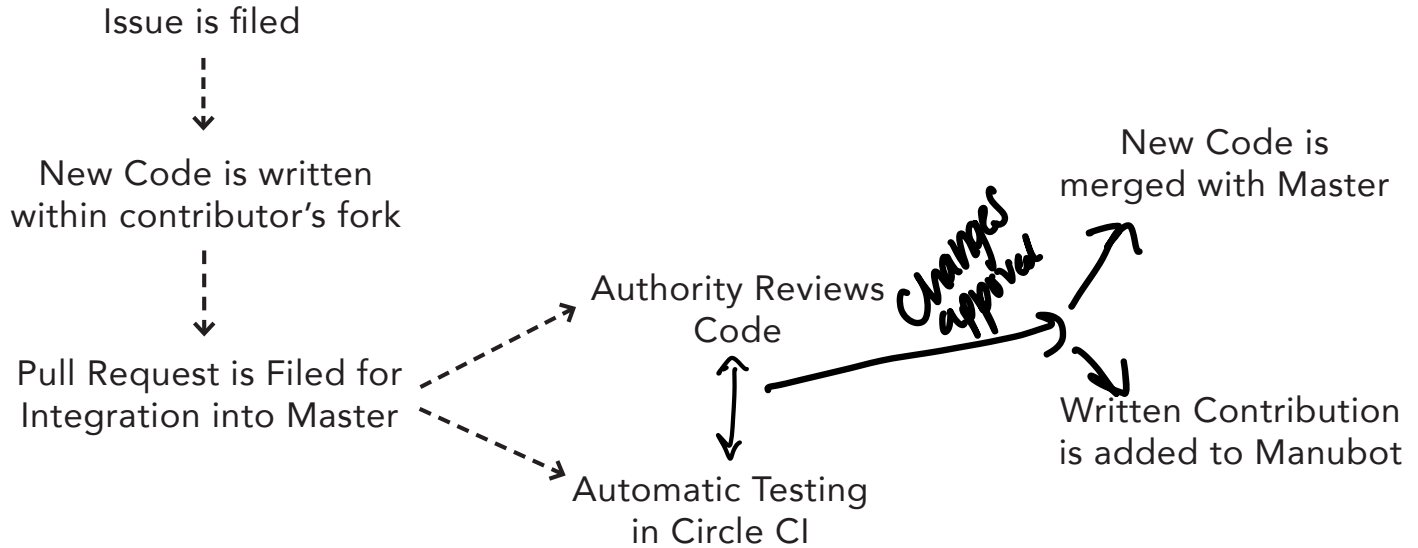 Issue is filed
New Code is written
within contributor's fork
Pull Request is Filed for
Integration into Master
Authority Reviews
Code
Automatic Testing
in Circle CI
Changes
approved
New Code is
merged with Master
Written Contribution
is added to Manubot